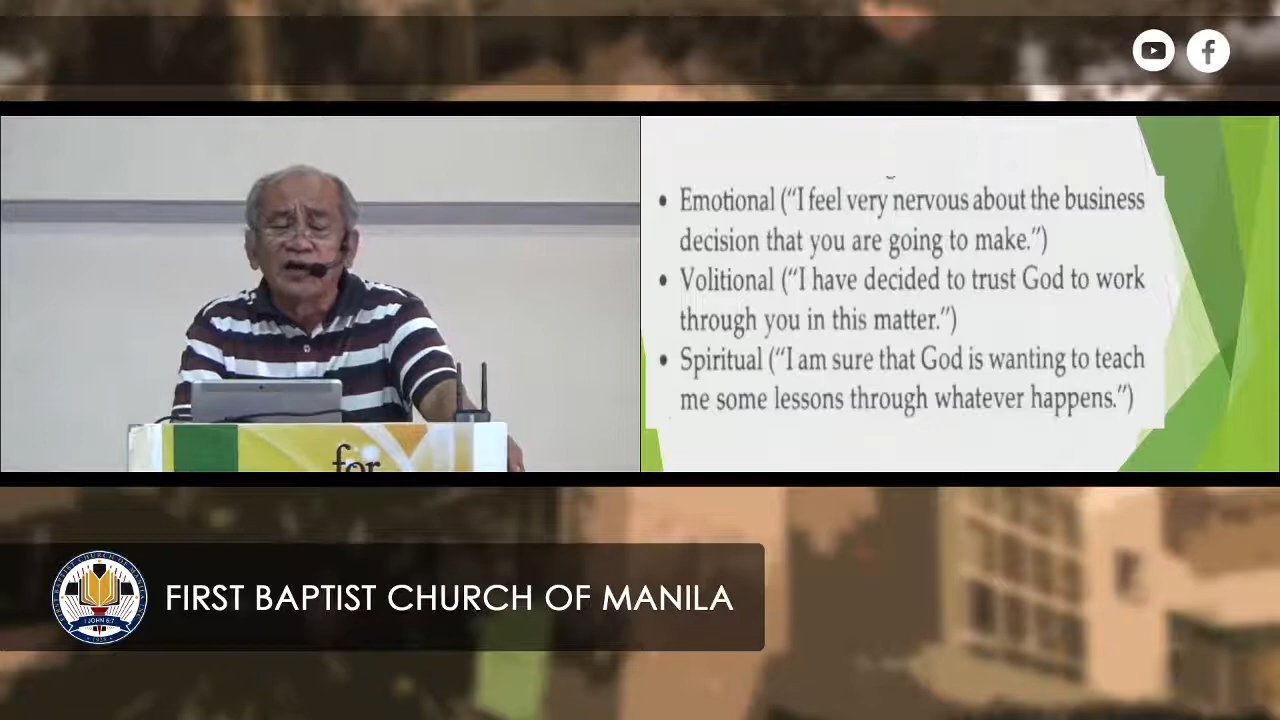 • Emotional (“I feel very nervous about the business
decision that you are going to make.”)
• Volitional (“I have decided to trust God to work
through you in this matter.”)
• Spiritual (“I am sure that God is wanting to teach
me some lessons through whatever happens.”)
for
FIRST BAPTIST CHURCH OF MANILA